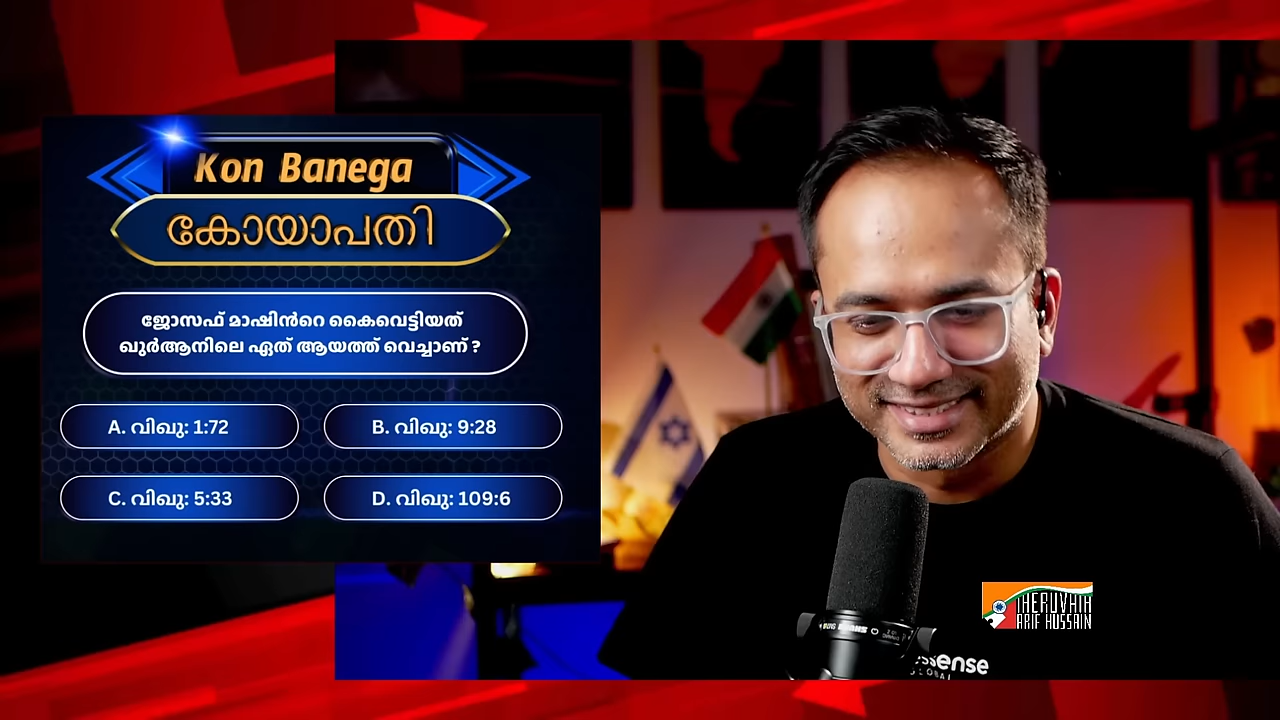 Kon Banega
കോയാപതി
ജോസഫ് മാഷിൻറെ കൈവെട്ടിയത്
ഖുർആനിലെ ഏത് ആയത്ത് വെച്ചാണ് ?
A. വിഖു: 1:72
B. വിഖു: 9:28
C. വിഖു: 5:33
D. വിഖു: 109:6
THERUVATH
ARIF HUSSAIN